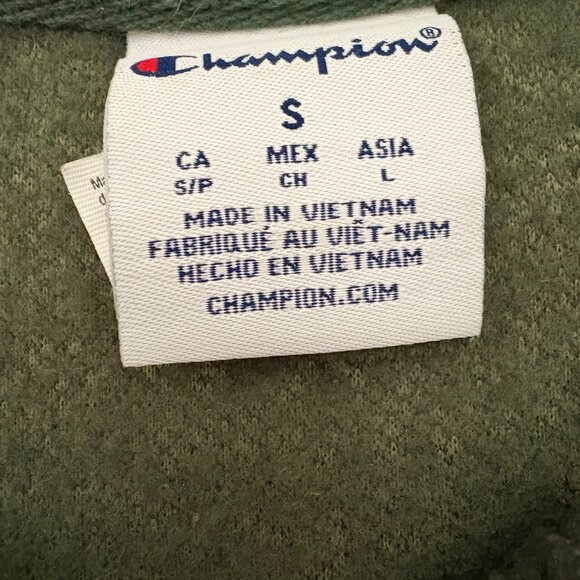 Champion®
S
CA MEX ASIA
S/P CH L
MADE IN VIETNAM
FABRIQUÉ AU VIÊT-NAM
HECHO EN VIETNAM
CHAMPION.COM